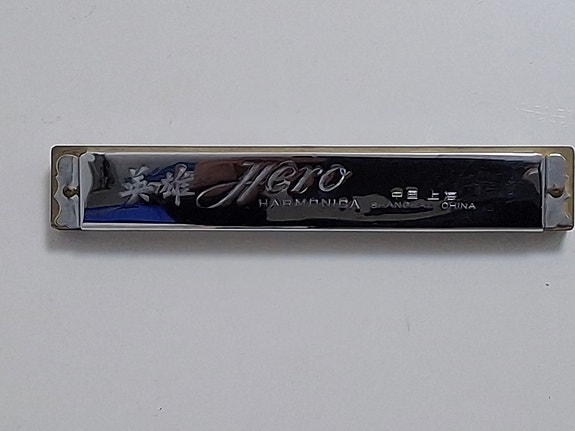 英雄 Hero 中国上海
HARMONICA SHANGHAI CHINA